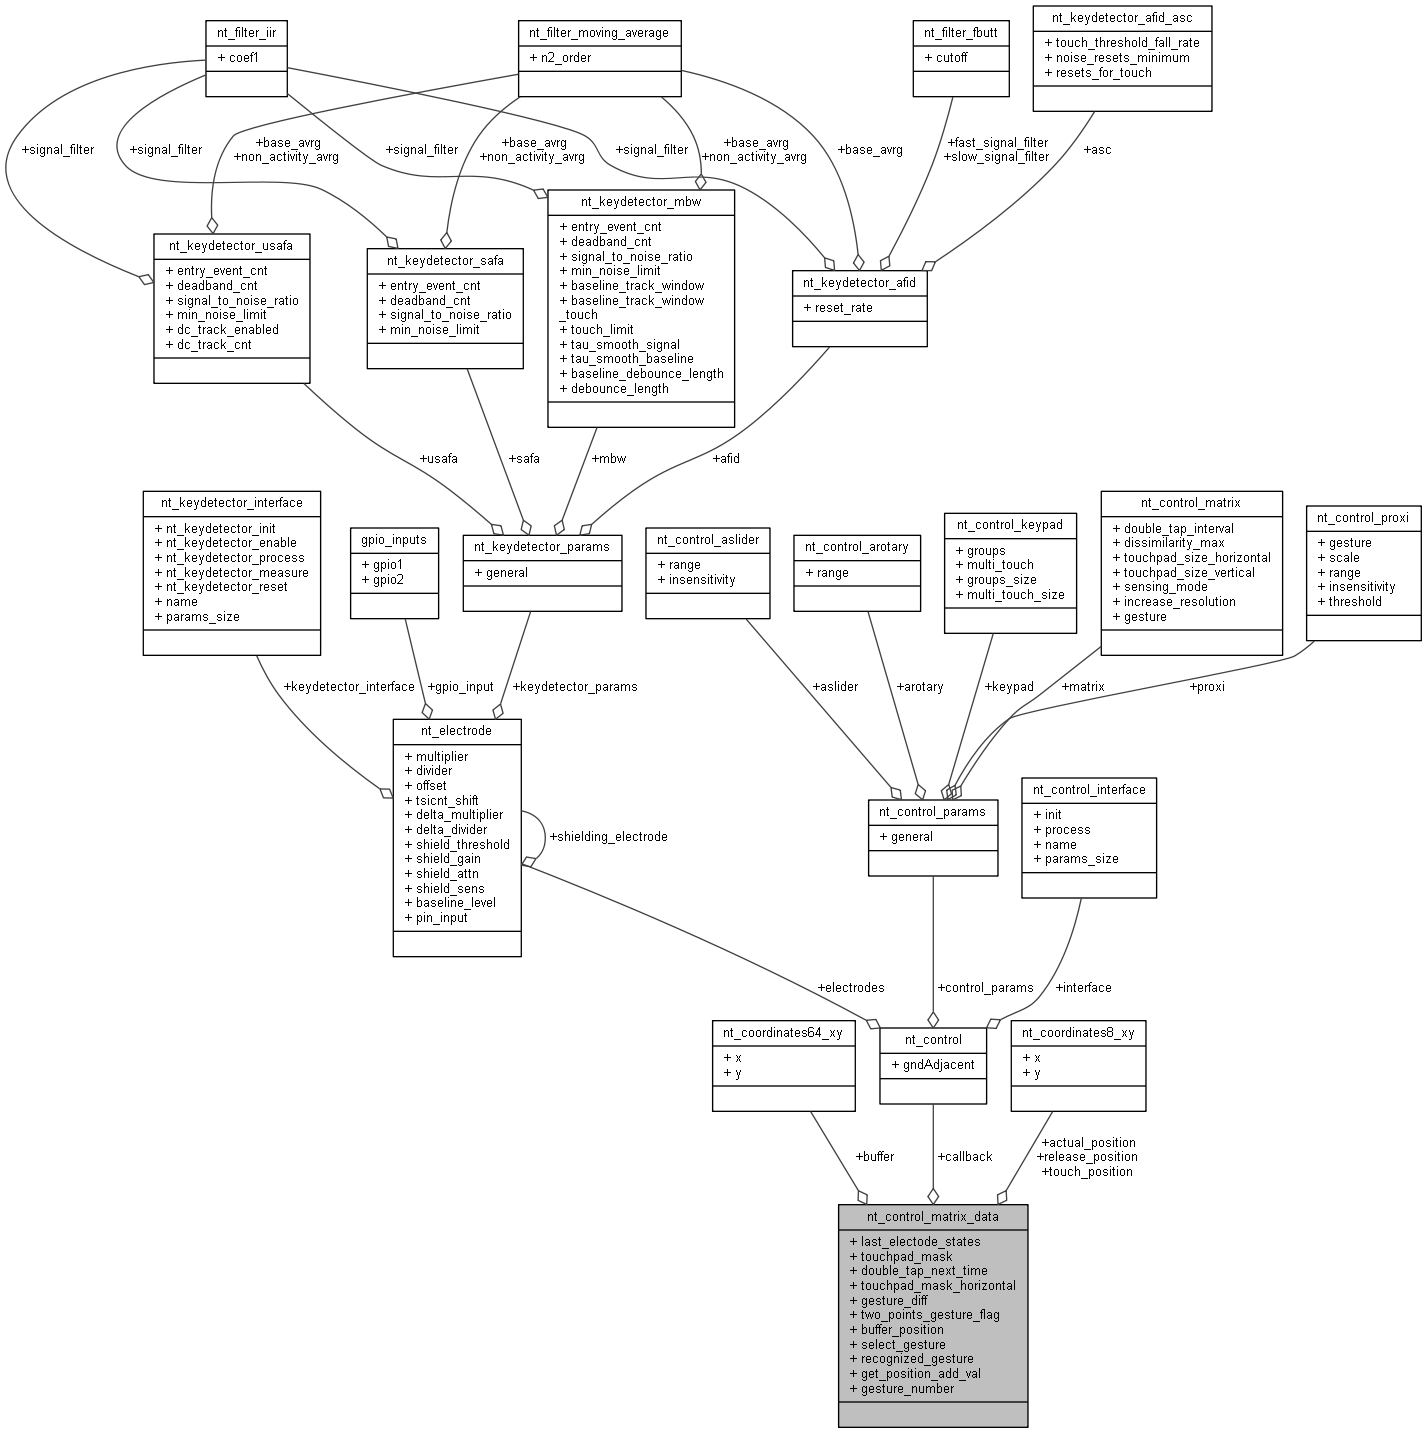 nt_filter_iir
+ coef1
nt_filter_moving_average
+ n2_order
nt_filter_fbutt
+ cutoff
nt_keydetector_afid_asc
+ touch_threshold_fall_rate
+ noise_resets_minimum
+ resets_for_touch
+signal_filter
+signal_filter
+base_avrg
+non_activity_avrg
+signal_filter
+base_avrg
+non_activity_avrg
+signal_filter
+base_avrg
+non_activity_avrg
+base_avrg
+fast_signal_filter
+slow_signal_filter
+asc
nt_keydetector_usafa
+ entry_event_cnt
+ deadband_cnt
+ signal_to_noise_ratio
+ min_noise_limit
+ dc_track_enabled
+ dc_track_cnt
nt_keydetector_safa
+ entry_event_cnt
+ deadband_cnt
+ signal_to_noise_ratio
+ min_noise_limit
nt_keydetector_mbw
+ entry_event_cnt
+ deadband_cnt
+ signal_to_noise_ratio
+ min_noise_limit
+ baseline_track_window
+ baseline_track_window
_touch
+ touch_limit
+ tau_smooth_signal
+ tau_smooth_baseline
+ baseline_debounce_length
+ debounce_length
nt_keydetector_afid
+ reset_rate
+usafa
+safa
+mbw
+afid
nt_keydetector_interface
+ nt_keydetector_init
+ nt_keydetector_enable
+ nt_keydetector_process
+ nt_keydetector_measure
+ nt_keydetector_reset
+ name
+ params_size
gpio_inputs
+ gpio1
+ gpio2
nt_keydetector_params
+ general
nt_control_aslider
+ range
+ insensitivity
nt_control_arotary
+ range
nt_control_keypad
+ groups
+ multi_touch
+ groups_size
+ multi_touch_size
nt_control_matrix
+ double_tap_interval
+ dissimilarity_max
+ touchpad_size_horizontal
+ touchpad_size_vertical
+ sensing_mode
+ increase_resolution
+ gesture
nt_control_proxi
+ gesture
+ scale
+ range
+ insensitivity
+ threshold
+keydetector_interface
+gpio_input
+keydetector_params
+aslider
+arotary
+keypad
+matrix
+proxi
nt_electrode
+ multiplier
+ divider
+ offset
+ tsicnt_shift
+ delta_multiplier
+ delta_divider
+ shield_threshold
+ shield_gain
+ shield_attn
+ shield_sens
+ baseline_level
+ pin_input
+shielding_electrode
nt_control_params
+ general
nt_control_interface
+ init
+ process
+ name
+ params_size
+electrodes
+control_params
+interface
nt_coordinates64_xy
+ x
+ y
nt_control
+ gndAdjacent
nt_coordinates8_xy
+ x
+ y
+buffer
+callback
+actual_position
+release_position
+touch_position
nt_control_matrix_data
+ last_electode_states
+ touchpad_mask
+ double_tap_next_time
+ touchpad_mask_horizontal
+ gesture_diff
+ two_points_gesture_flag
+ buffer_position
+ select_gesture
+ recognized_gesture
+ get_position_add_val
+ gesture_number